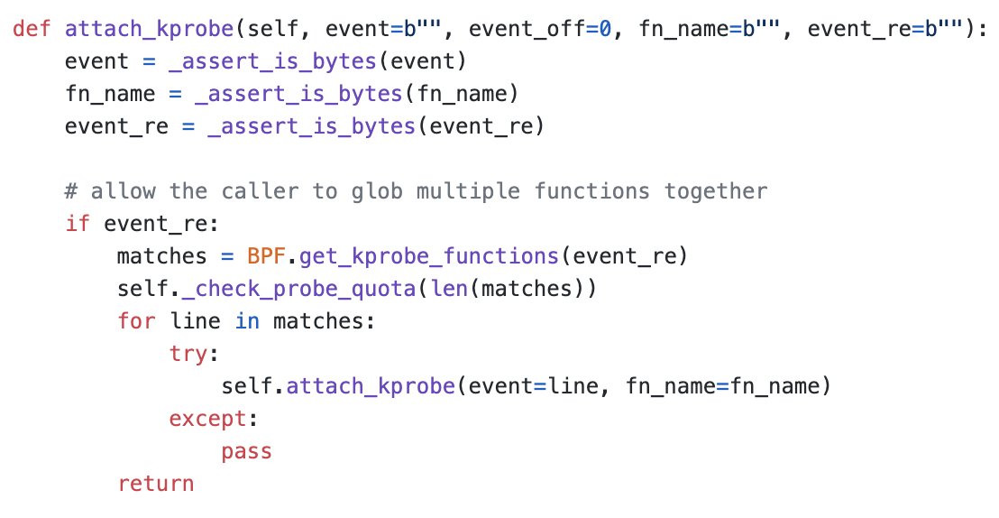 def attach_kprobe(self, event=b"", event_off=0, fn_name=b"", event_re=b""):
    event = _assert_is_bytes(event)
    fn_name = _assert_is_bytes(fn_name)
    event_re = _assert_is_bytes(event_re)

    # allow the caller to glob multiple functions together
    if event_re:
        matches = BPF.get_kprobe_functions(event_re)
        self._check_probe_quota(len(matches))
        for line in matches:
            try:
                self.attach_kprobe(event=line, fn_name=fn_name)
            except:
                pass
        return